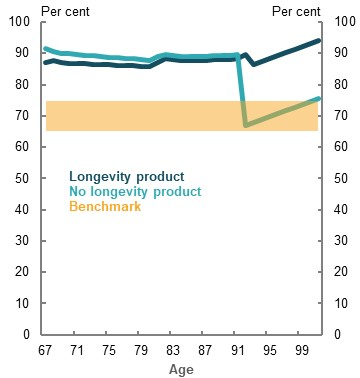 Per cent Per cent
100 100
90 90
80 80
70 70
60 60
50 50
40 40
30 30
20 20
10 10
0 0
Longevity product
No longevity product
Benchmark
67 71 75 79 83 87 91 95 99
Age